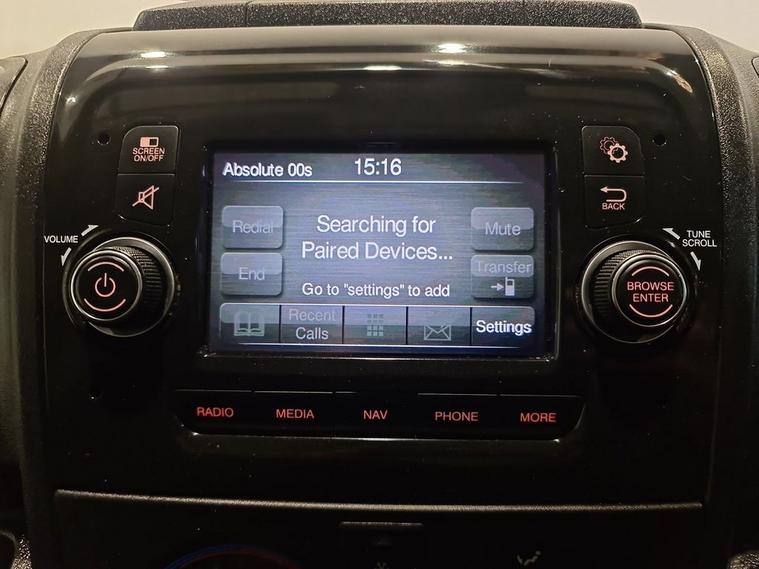 SCREEN
ON/OFF
Absolute 00s
15:16
BACK
VOLUME
TUNE
SCROLL
Redial
Searching for
Paired Devices...
Mute
End
Transfer
Go to "settings" to add
BROWSE
ENTER
Recent
Calls
Settings
RADIO
MEDIA
NAV
PHONE
MORE